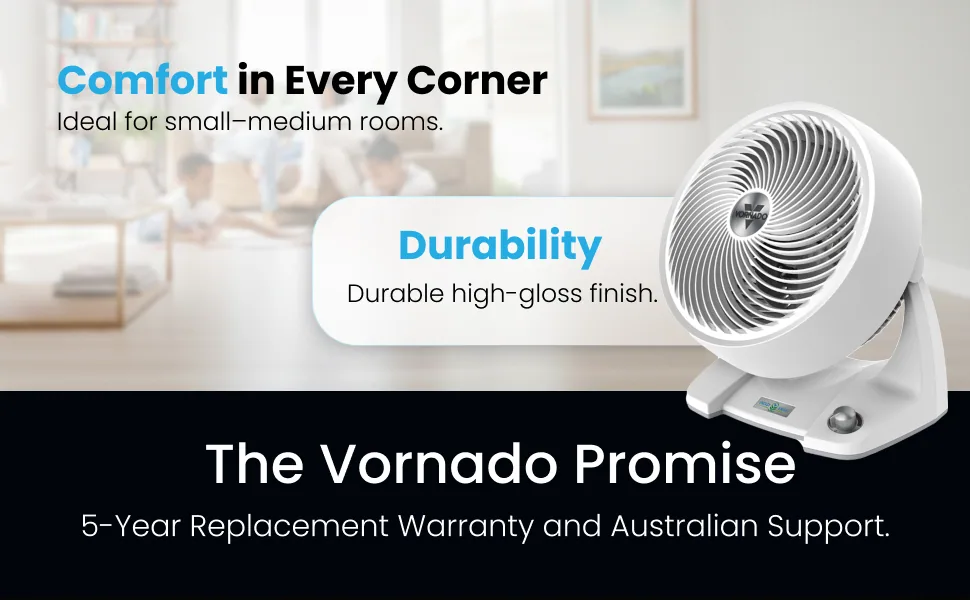 Comfort in Every Corner
Ideal for small–medium rooms.
Durability
Durable high-gloss finish.
VORNADO
The Vornado Promise
5-Year Replacement Warranty and Australian Support.